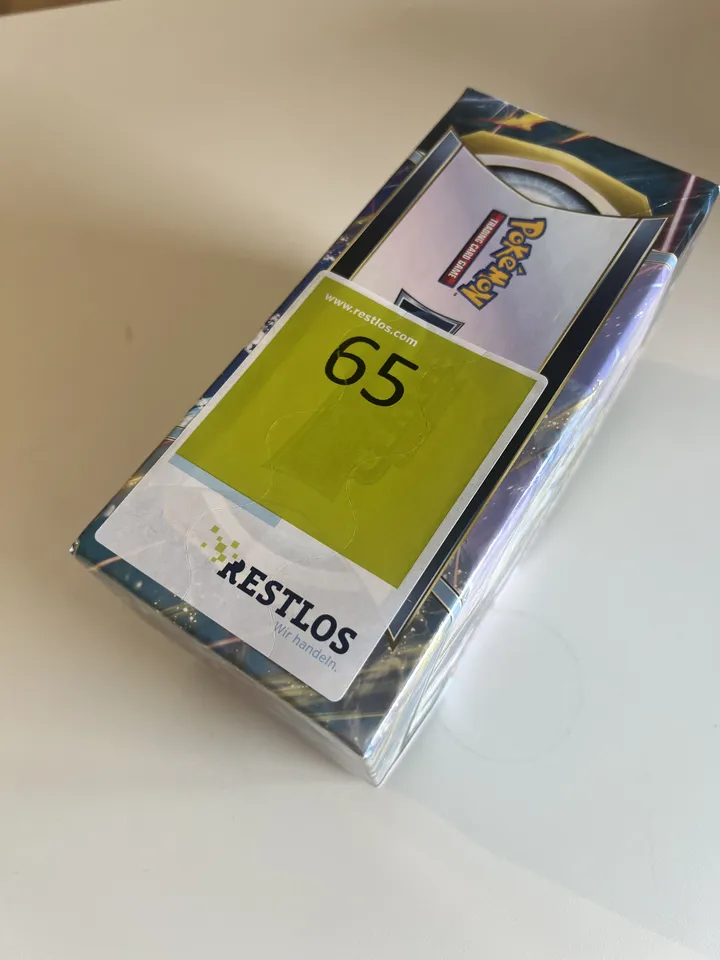 POKéMON
TRADING CARD GAME
www.restlos.com
65
RESTLOS
Wir handeln.